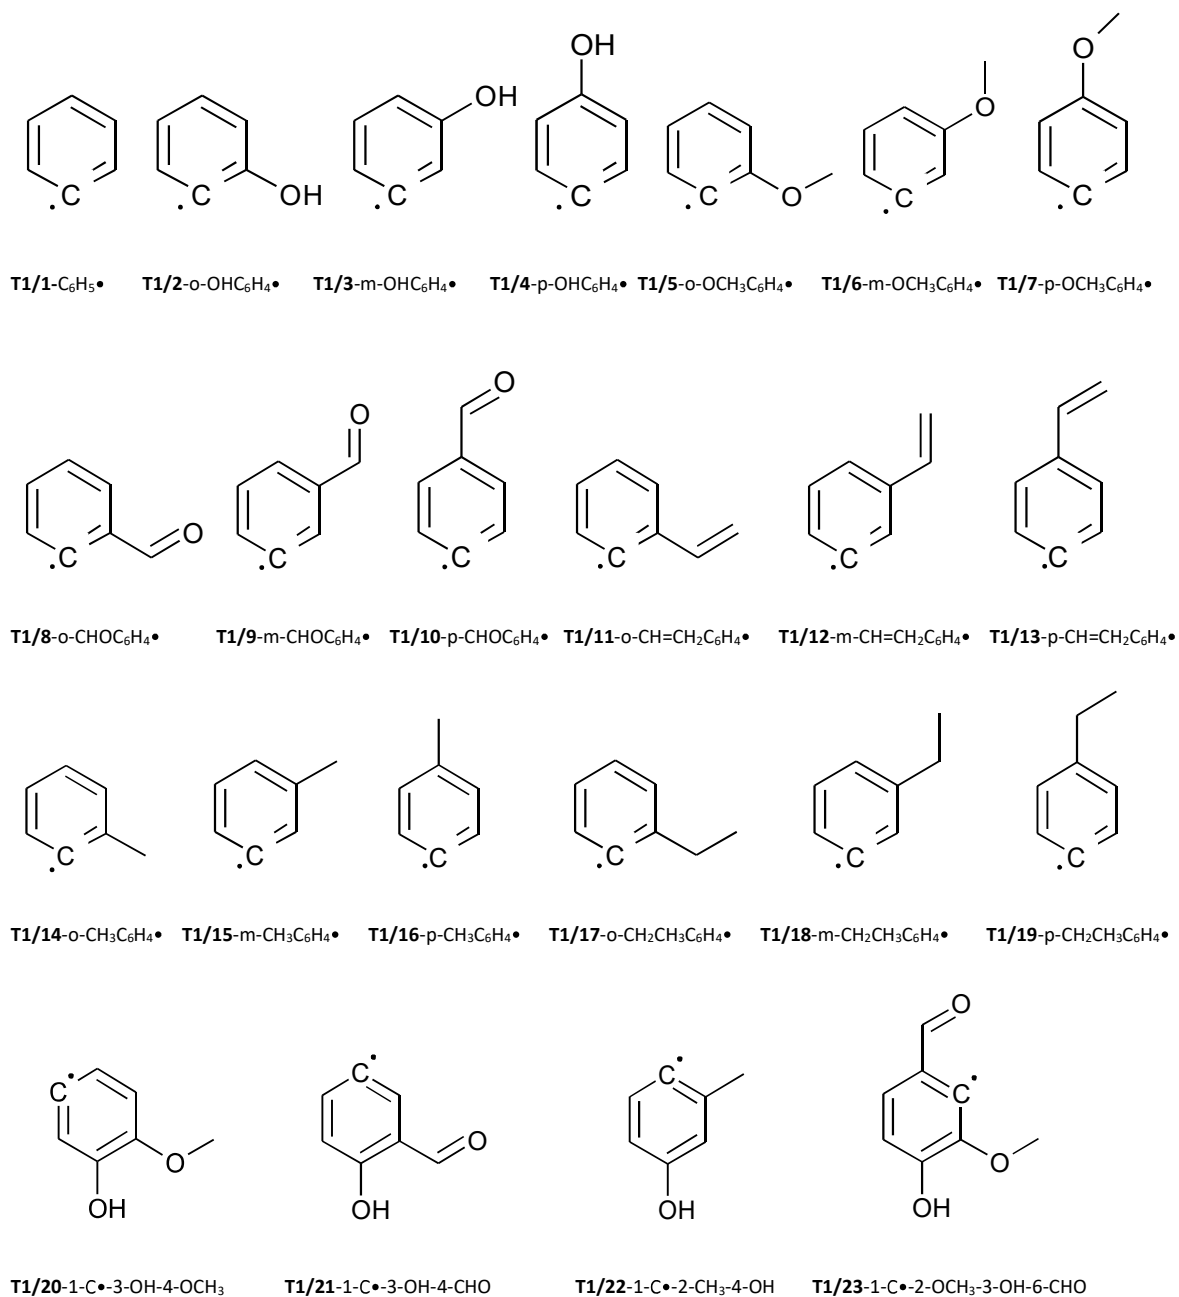 OH
OH
OH
O
O
O
C
C
C
C
C
C
C
OH
O
T1/1-C₆H₅• T1/2-o-OHC₆H₄• T1/3-m-OHC₆H₄• T1/4-p-OHC₆H₄• T1/5-o-OCH₃C₆H₄• T1/6-m-OCH₃C₆H₄• T1/7-p-OCH₃C₆H₄•
O
O
O
C
C
C
C
C
C
T1/8-o-CHOC₆H₄• T1/9-m-CHOC₆H₄• T1/10-p-CHOC₆H₄• T1/11-o-CH=CH₂C₆H₄• T1/12-m-CH=CH₂C₆H₄• T1/13-p-CH=CH₂C₆H₄•
C
C
C
C
C
C
T1/14-o-CH₃C₆H₄• T1/15-m-CH₃C₆H₄• T1/16-p-CH₃C₆H₄• T1/17-o-CH₂CH₃C₆H₄• T1/18-m-CH₂CH₃C₆H₄• T1/19-p-CH₂CH₃C₆H₄•
O
C
C
C
C
O
O
O
OH
OH
OH
OH
T1/20-1-C•-3-OH-4-OCH₃ T1/21-1-C•-3-OH-4-CHO T1/22-1-C•-2-CH₃-4-OH T1/23-1-C•-2-OCH₃-3-OH-6-CHO